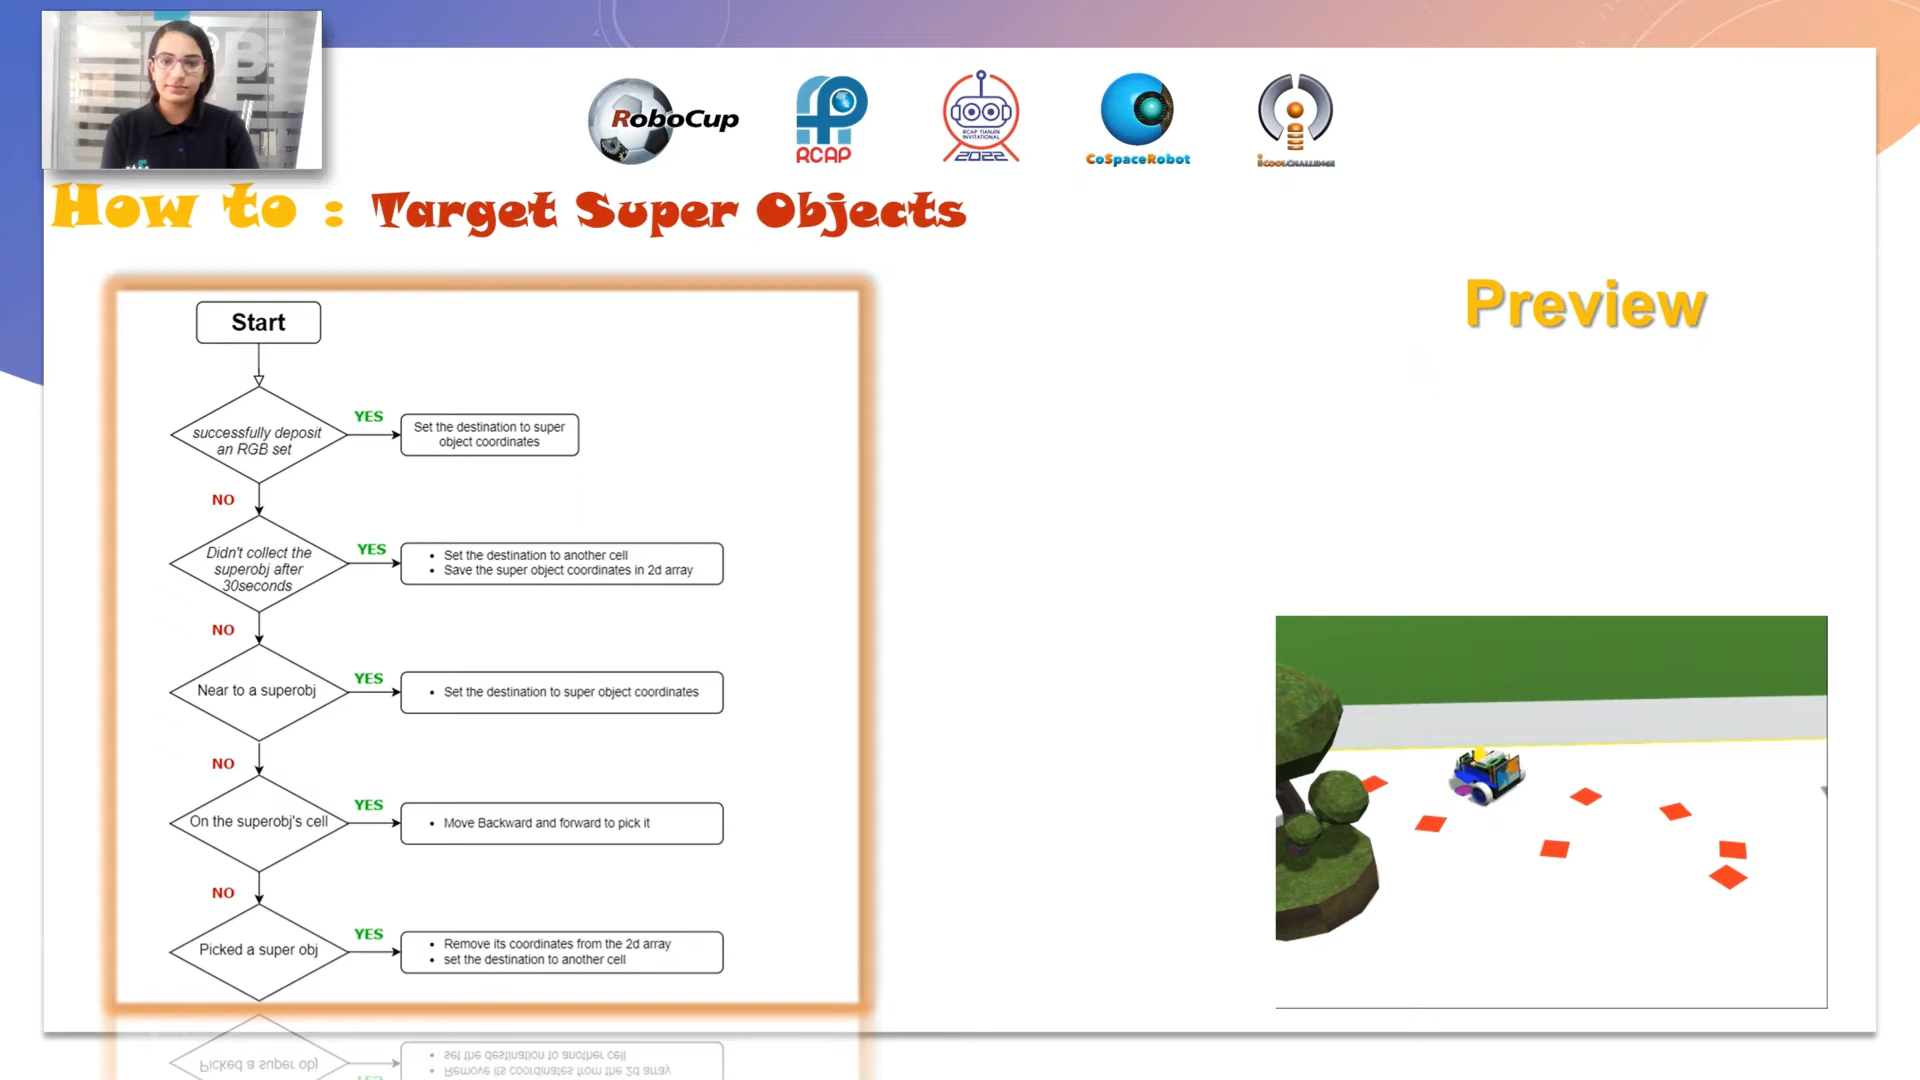 RoboCup
RCAP
RCAP TIANJIN
INVITATIONAL
2022
CoSpaceRobot
iCOOLCHALLENGE
How to : Target Super Objects
Preview
Start
successfully deposit
an RGB set
YES
Set the destination to super
object coordinates
NO
Didn't collect the
superobj after
30seconds
YES
• Set the destination to another cell
• Save the super object coordinates in 2d array
NO
Near to a superobj
YES
• Set the destination to super object coordinates
NO
On the superobj's cell
YES
• Move Backward and forward to pick it
NO
Picked a super obj
YES
• Remove its coordinates from the 2d array
• set the destination to another cell